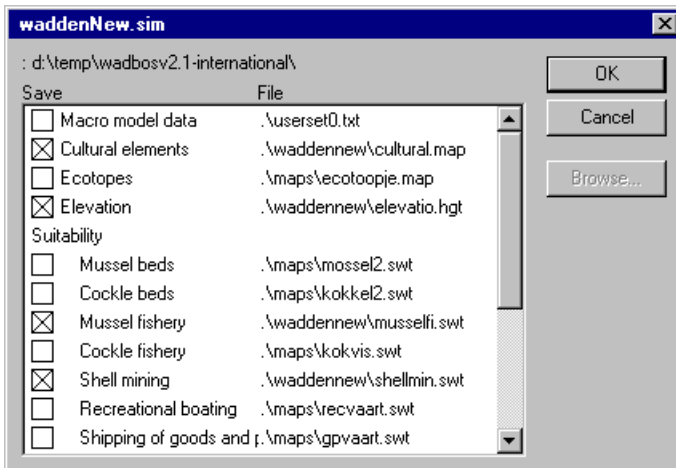 waddenNew.sim
: d:\temp\wadbosv2.1-international\
Save File
Macro model data .\userset0.txt
Cultural elements .\waddennew\cultural.map
Ecotopes .\maps\ecotoopje.map
Elevation .\waddennew\elevatio.hgt
Suitability
Mussel beds .\maps\mossel2.swt
Cockle beds .\maps\kokkel2.swt
Mussel fishery .\waddennew\musselfi.swt
Cockle fishery .\maps\kokvis.swt
Shell mining .\waddennew\shellmin.swt
Recreational boating .\maps\recvaart.swt
Shipping of goods and p .\maps\gpvaart.swt
OK
Cancel
Browse...